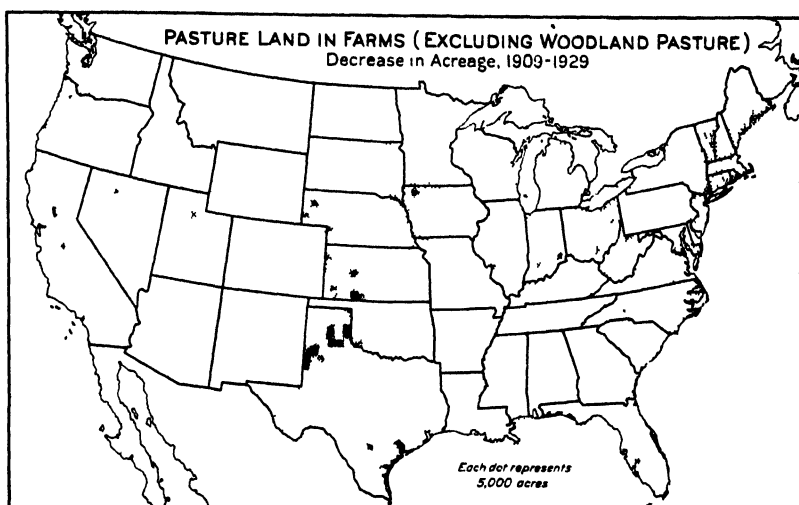 PASTURE LAND IN FARMS (EXCLUDING WOODLAND PASTURE)
Decrease in Acreage, 1909-1929
Each dot represents
5,000 acres